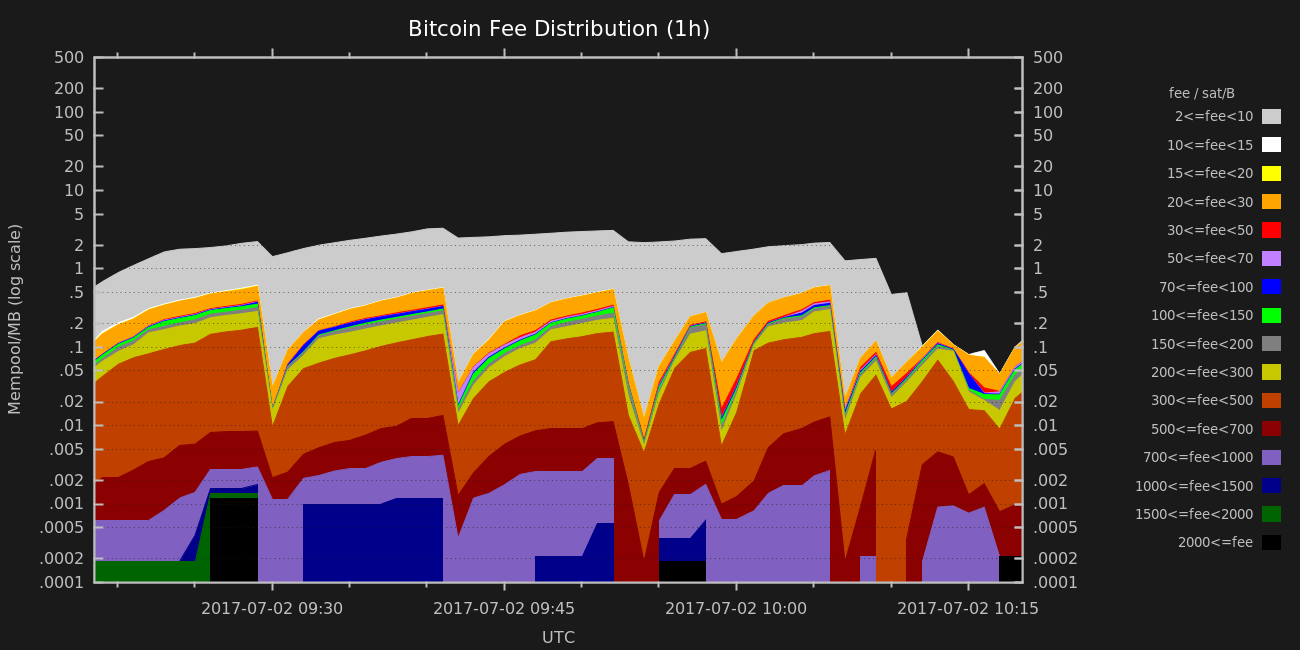 Bitcoin Fee Distribution (1h)
500 500
200 200
100 100
50 50
20 20
10 10
5 5
2 2
1 1
.5 .5
.2 .2
.1 .1
.05 .05
.02 .02
.01 .01
.005 .005
.002 .002
.001 .001
.0005 .0005
.0002 .0002
.0001 .0001
Mempool/MB (log scale)
2017-07-02 09:30 2017-07-02 09:45 2017-07-02 10:00 2017-07-02 10:15
UTC
fee / sat/B
2<=fee<10
10<=fee<15
15<=fee<20
20<=fee<30
30<=fee<50
50<=fee<70
70<=fee<100
100<=fee<150
150<=fee<200
200<=fee<300
300<=fee<500
500<=fee<700
700<=fee<1000
1000<=fee<1500
1500<=fee<2000
2000<=fee